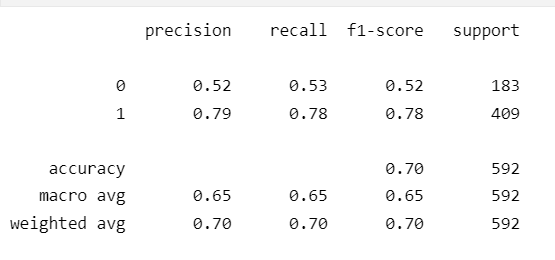 precision recall f1-score support
0 0.52 0.53 0.52 183
1 0.79 0.78 0.78 409
accuracy 0.70 592
macro avg 0.65 0.65 0.65 592
weighted avg 0.70 0.70 0.70 592